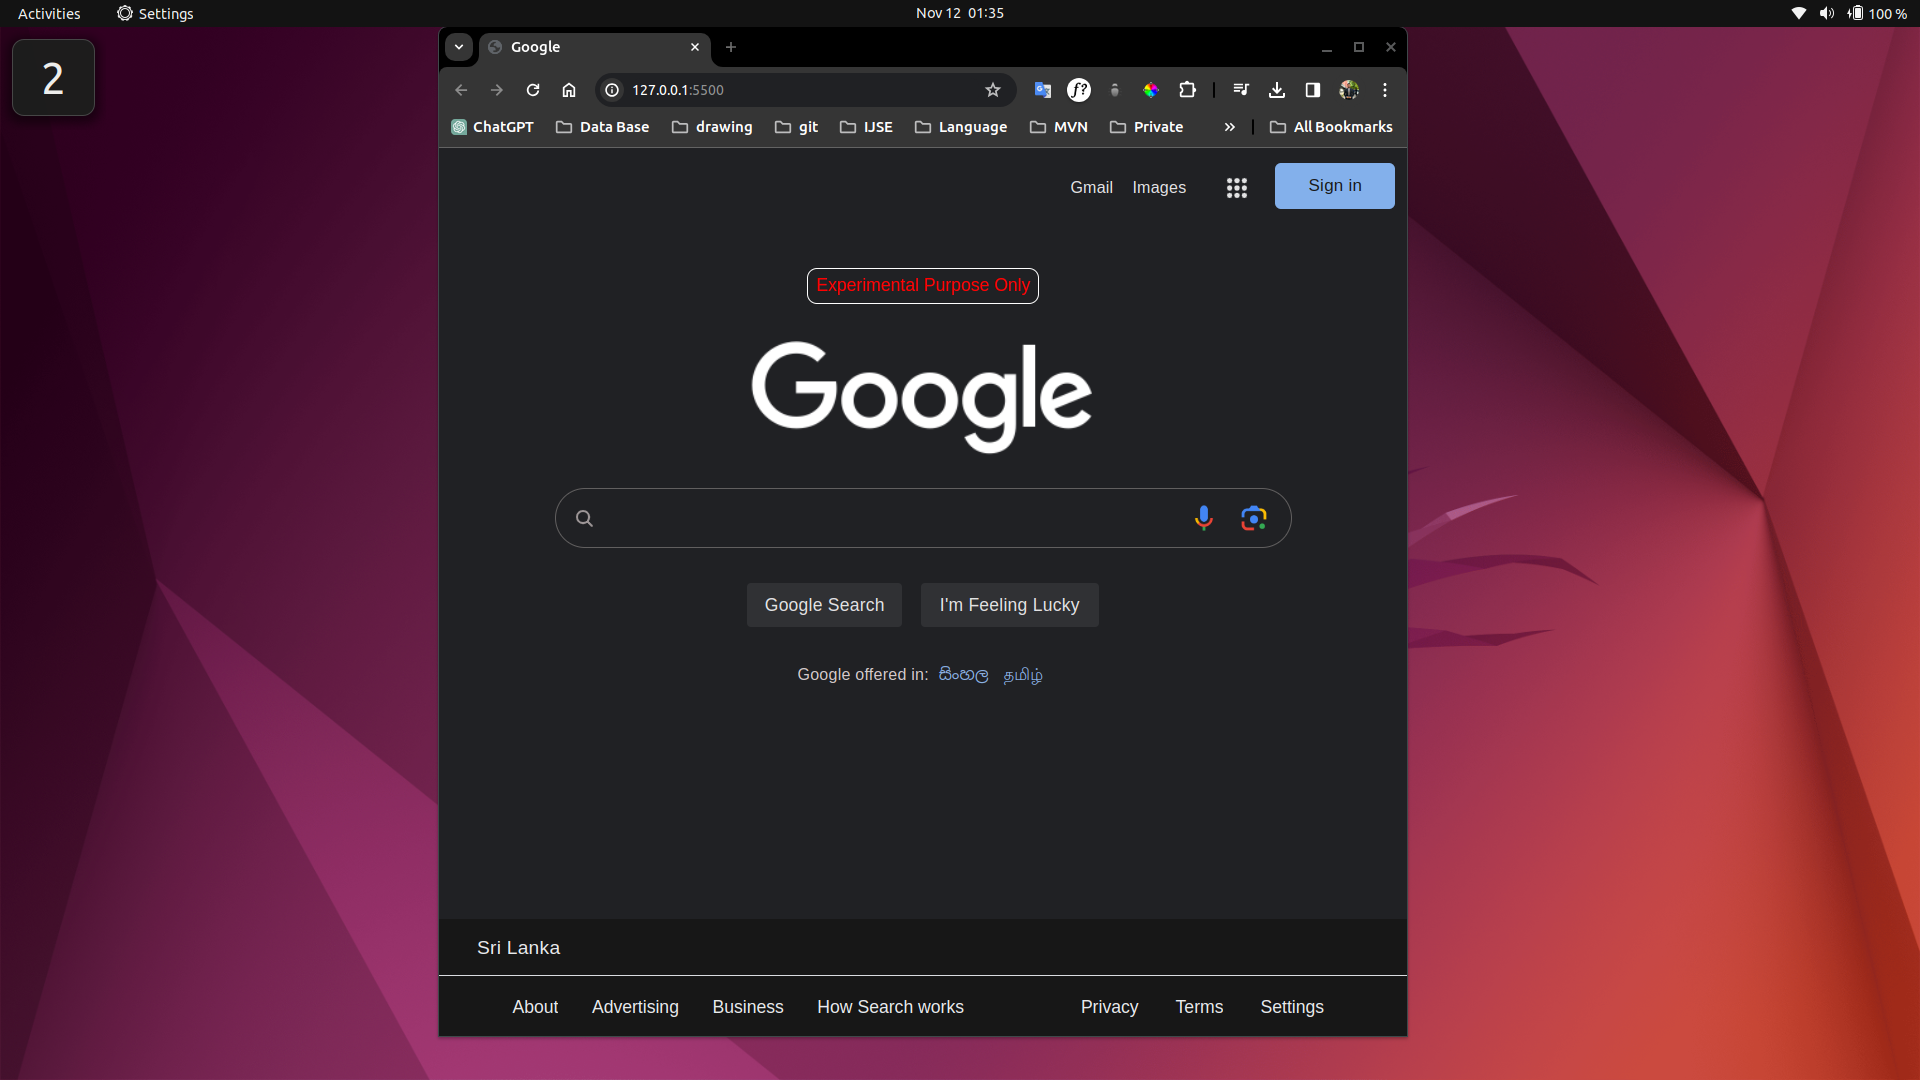 Activities Settings Nov 12 01:35 100 %
2
Google
127.0.0.1:5500 f?
ChatGPT Data Base drawing git IJSE Language MVN Private » All Bookmarks
Gmail Images Sign in
Experimental Purpose Only
Google
Google Search I'm Feeling Lucky
Google offered in: සිංහල தமிழ்
Sri Lanka
About Advertising Business How Search works Privacy Terms Settings